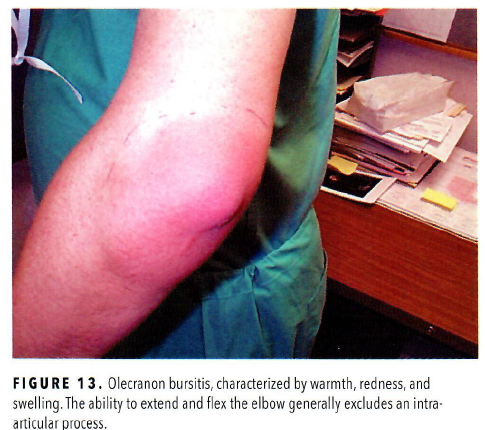 FIGURE 13. Olecranon bursitis, characterized by warmth, redness, and
swelling. The ability to extend and flex the elbow generally excludes an intra-
articular process.